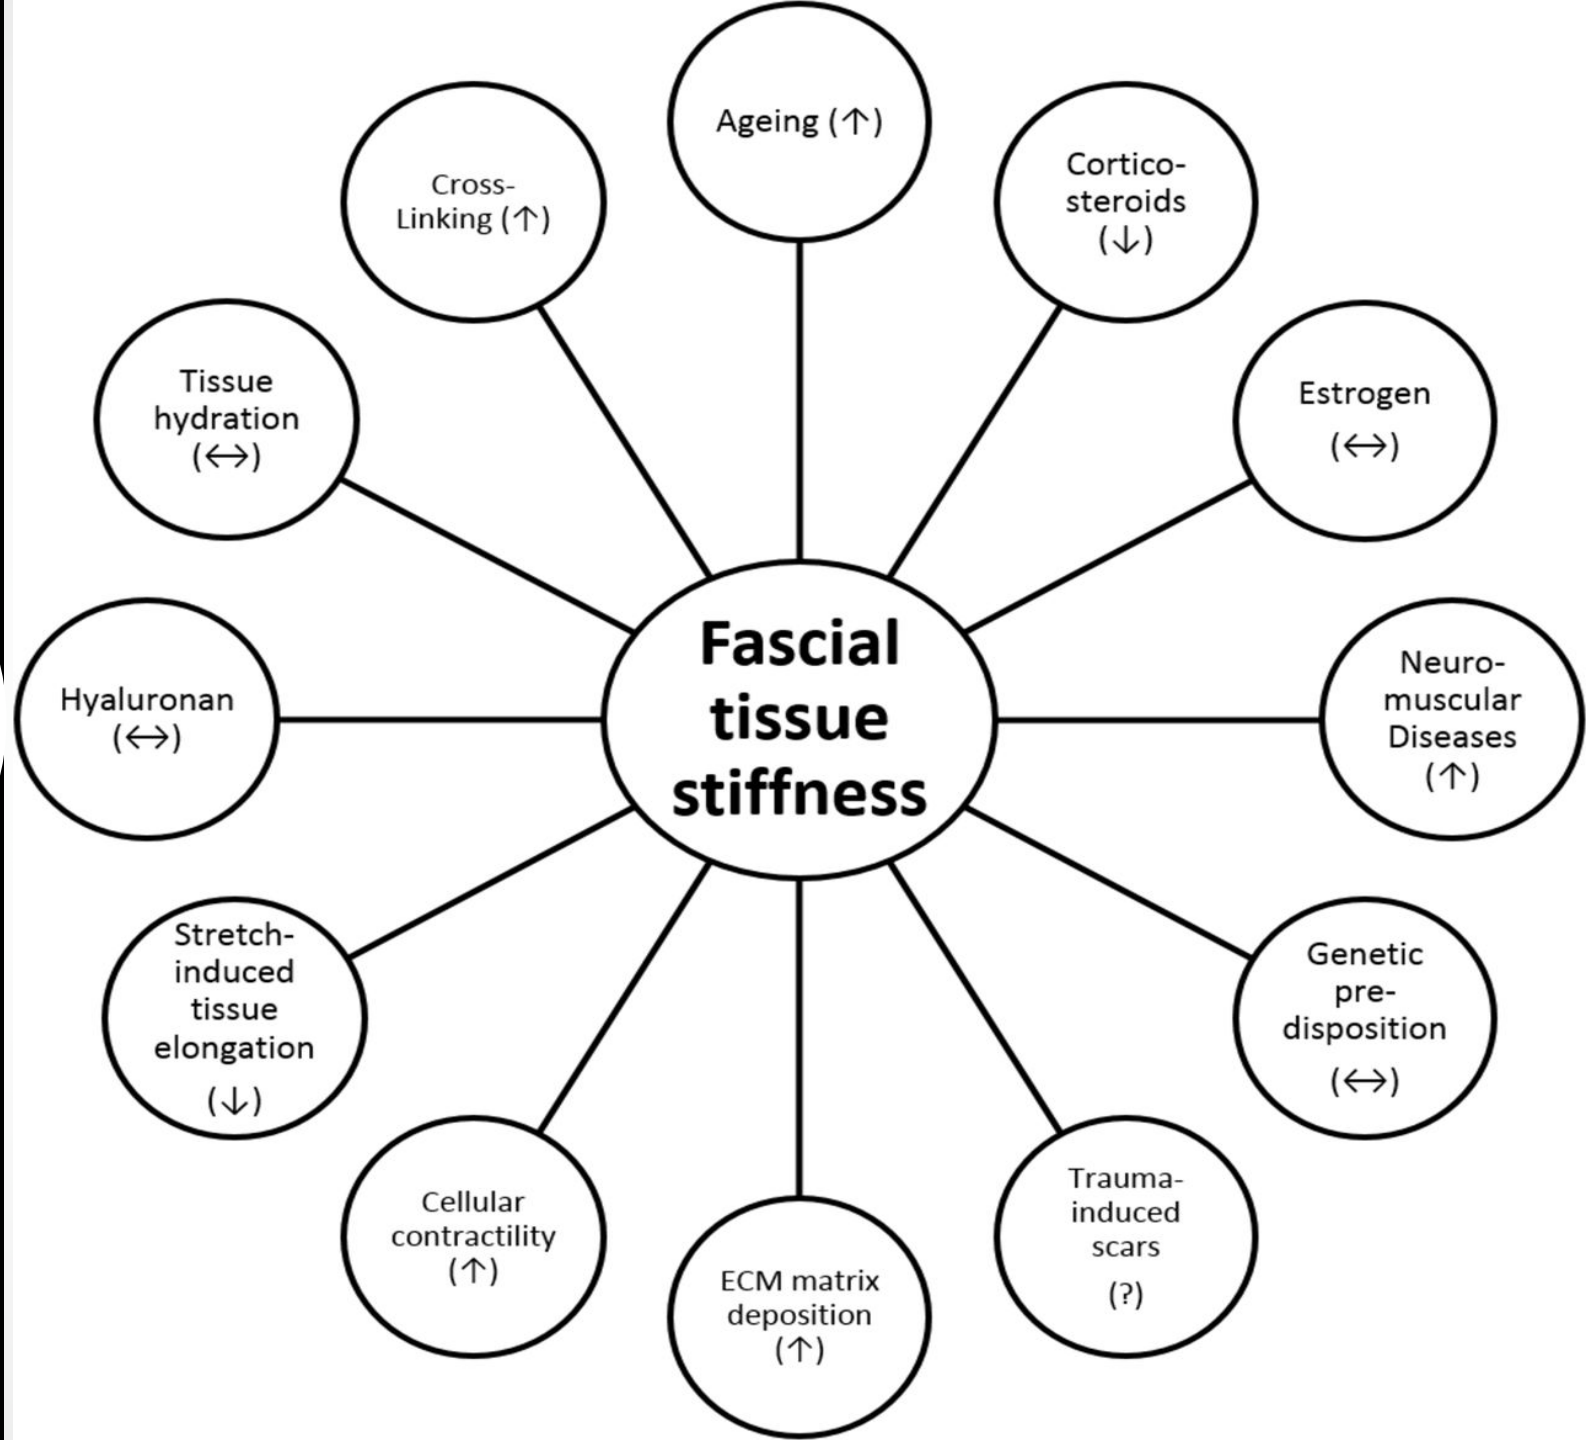 Ageing (↑)
Cortico-
steroids
(↓)
Estrogen
(↔)
Neuro-
muscular
Diseases
(↑)
Genetic
pre-
disposition
(↔)
Trauma-
induced
scars
(?)
ECM matrix
deposition
(↑)
Cellular
contractility
(↑)
Stretch-
induced
tissue
elongation
(↓)
Hyaluronan
(↔)
Tissue
hydration
(↔)
Cross-
Linking (↑)
Fascial
tissue
stiffness